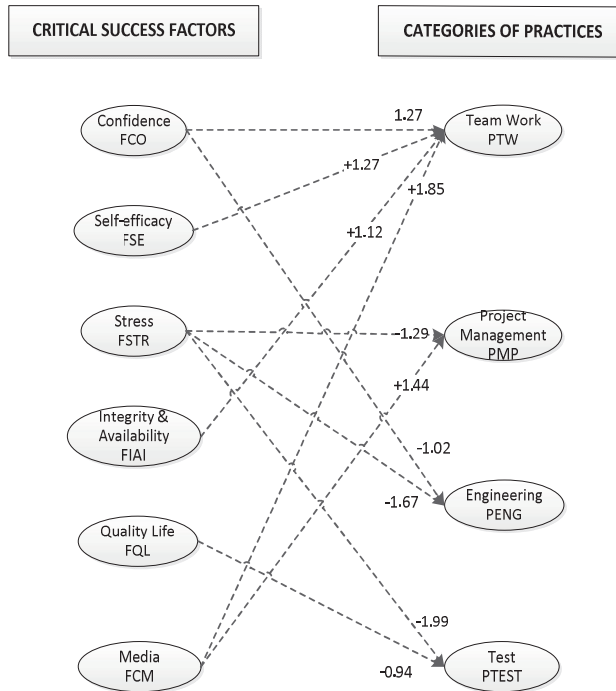 CRITICAL SUCCESS FACTORS
CATEGORIES OF PRACTICES
Confidence
FCO
1.27
Team Work
PTW
+1.27
+1.85
Self-efficacy
FSE
+1.12
Stress
FSTR
-1.29
Project
Management
PMP
+1.44
Integrity &
Availability
FIAI
-1.02
-1.67
Engineering
PENG
Quality Life
FQL
-1.99
Media
FCM
-0.94
Test
PTEST